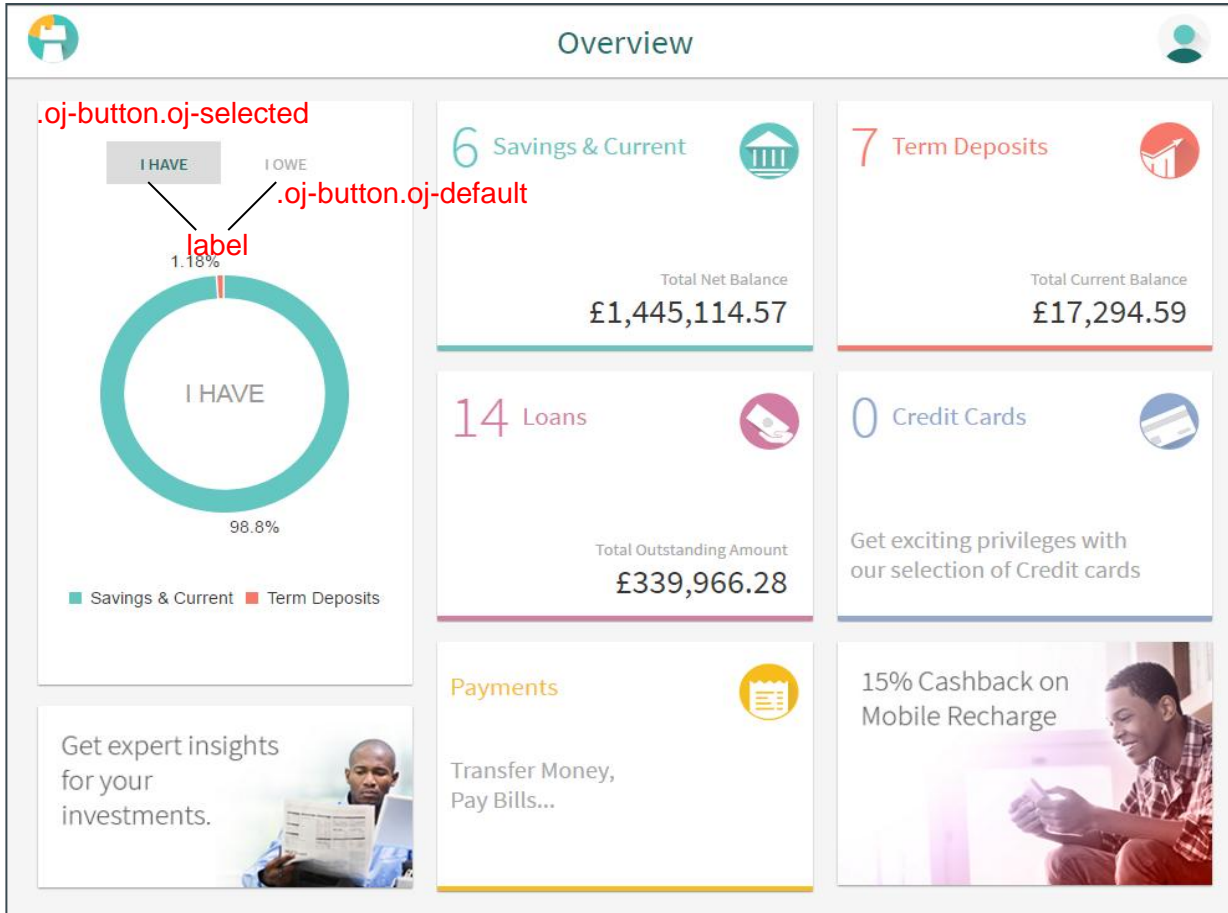 Overview
.oj-button.oj-selected
I HAVE
I OWE
.oj-button.oj-default
label
1.18%
I HAVE
98.8%
Savings & Current
Term Deposits
6 Savings & Current
Total Net Balance
£1,445,114.57
7 Term Deposits
Total Current Balance
£17,294.59
14 Loans
Total Outstanding Amount
£339,966.28
0 Credit Cards
Get exciting privileges with
our selection of Credit cards
Get expert insights
for your
investments.
Payments
Transfer Money,
Pay Bills...
15% Cashback on
Mobile Recharge